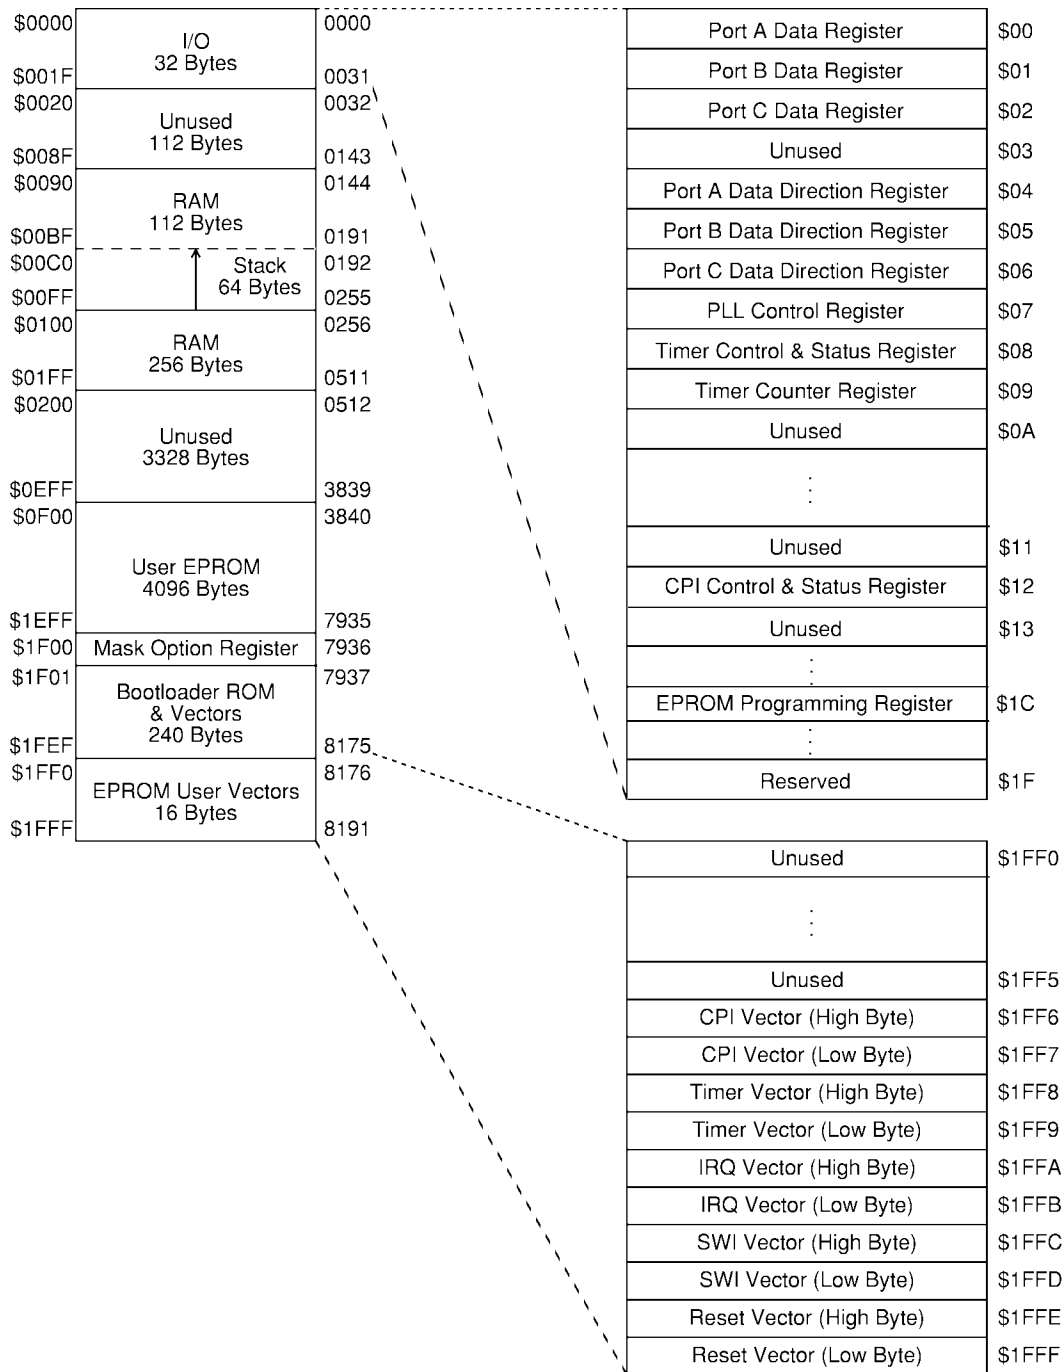 $0000 0000
I/O
32 Bytes
$001F 0031
$0020 0032
Unused
112 Bytes
$008F 0143
$0090 0144
RAM
112 Bytes
$00BF 0191
$00C0 Stack 0192
64 Bytes
$00FF 0255
$0100 0256
RAM
256 Bytes
$01FF 0511
$0200 0512
Unused
3328 Bytes
$0EFF 3839
$0F00 3840
User EPROM
4096 Bytes
$1EFF 7935
$1F00 Mask Option Register 7936
$1F01 7937
Bootloader ROM
& Vectors
240 Bytes
$1FEF 8175
$1FF0 8176
EPROM User Vectors
16 Bytes
$1FFF 8191
Port A Data Register $00
Port B Data Register $01
Port C Data Register $02
Unused $03
Port A Data Direction Register $04
Port B Data Direction Register $05
Port C Data Direction Register $06
PLL Control Register $07
Timer Control & Status Register $08
Timer Counter Register $09
Unused $0A
Unused $11
CPI Control & Status Register $12
Unused $13
EPROM Programming Register $1C
Reserved $1F
Unused $1FF0
Unused $1FF5
CPI Vector (High Byte) $1FF6
CPI Vector (Low Byte) $1FF7
Timer Vector (High Byte) $1FF8
Timer Vector (Low Byte) $1FF9
IRQ Vector (High Byte) $1FFA
IRQ Vector (Low Byte) $1FFB
SWI Vector (High Byte) $1FFC
SWI Vector (Low Byte) $1FFD
Reset Vector (High Byte) $1FFE
Reset Vector (Low Byte) $1FFF